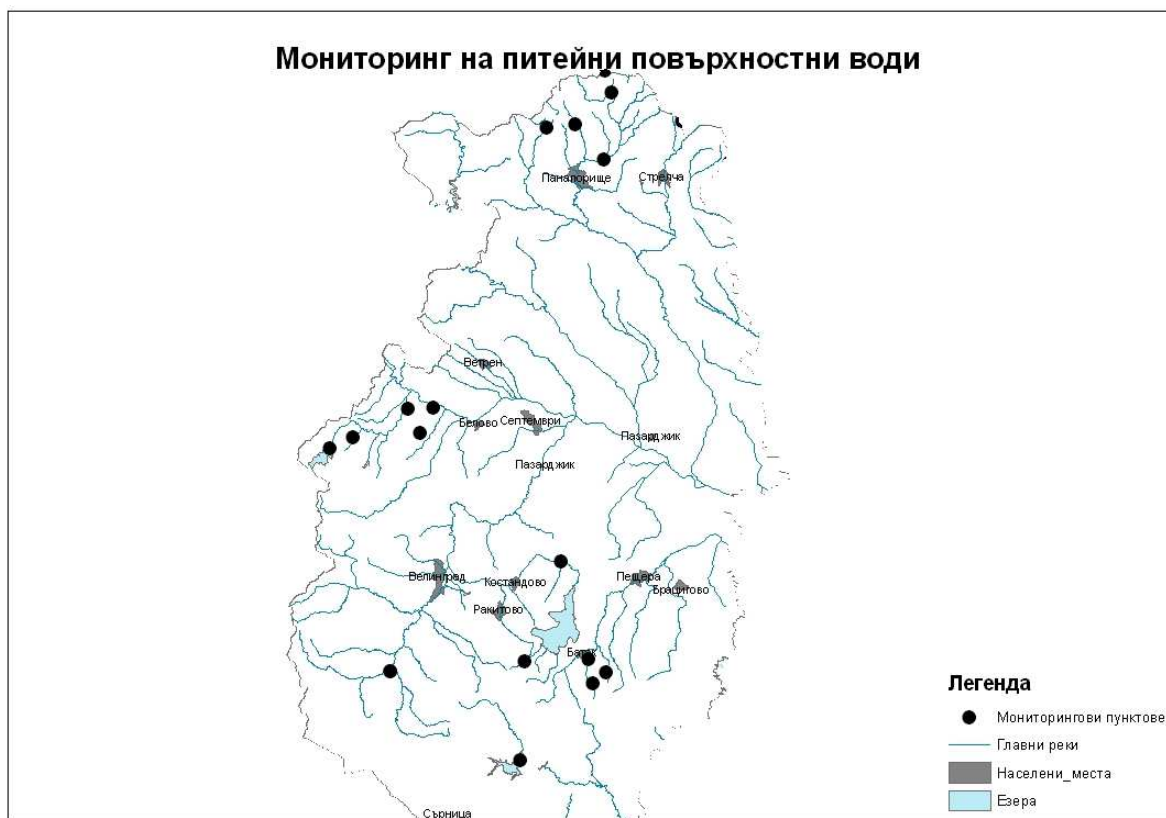 Мониторинг на питейни повърхностни води
Панагюрище
Стрелча
Ветрен
Белово
Септември
Пазарджик
Пазарджик
Велинград
Костандово
Пещера
Брацигово
Ракитово
Батак
Сърница
Легенда
Мониторингови пунктове
Главни реки
Населени_места
Езера